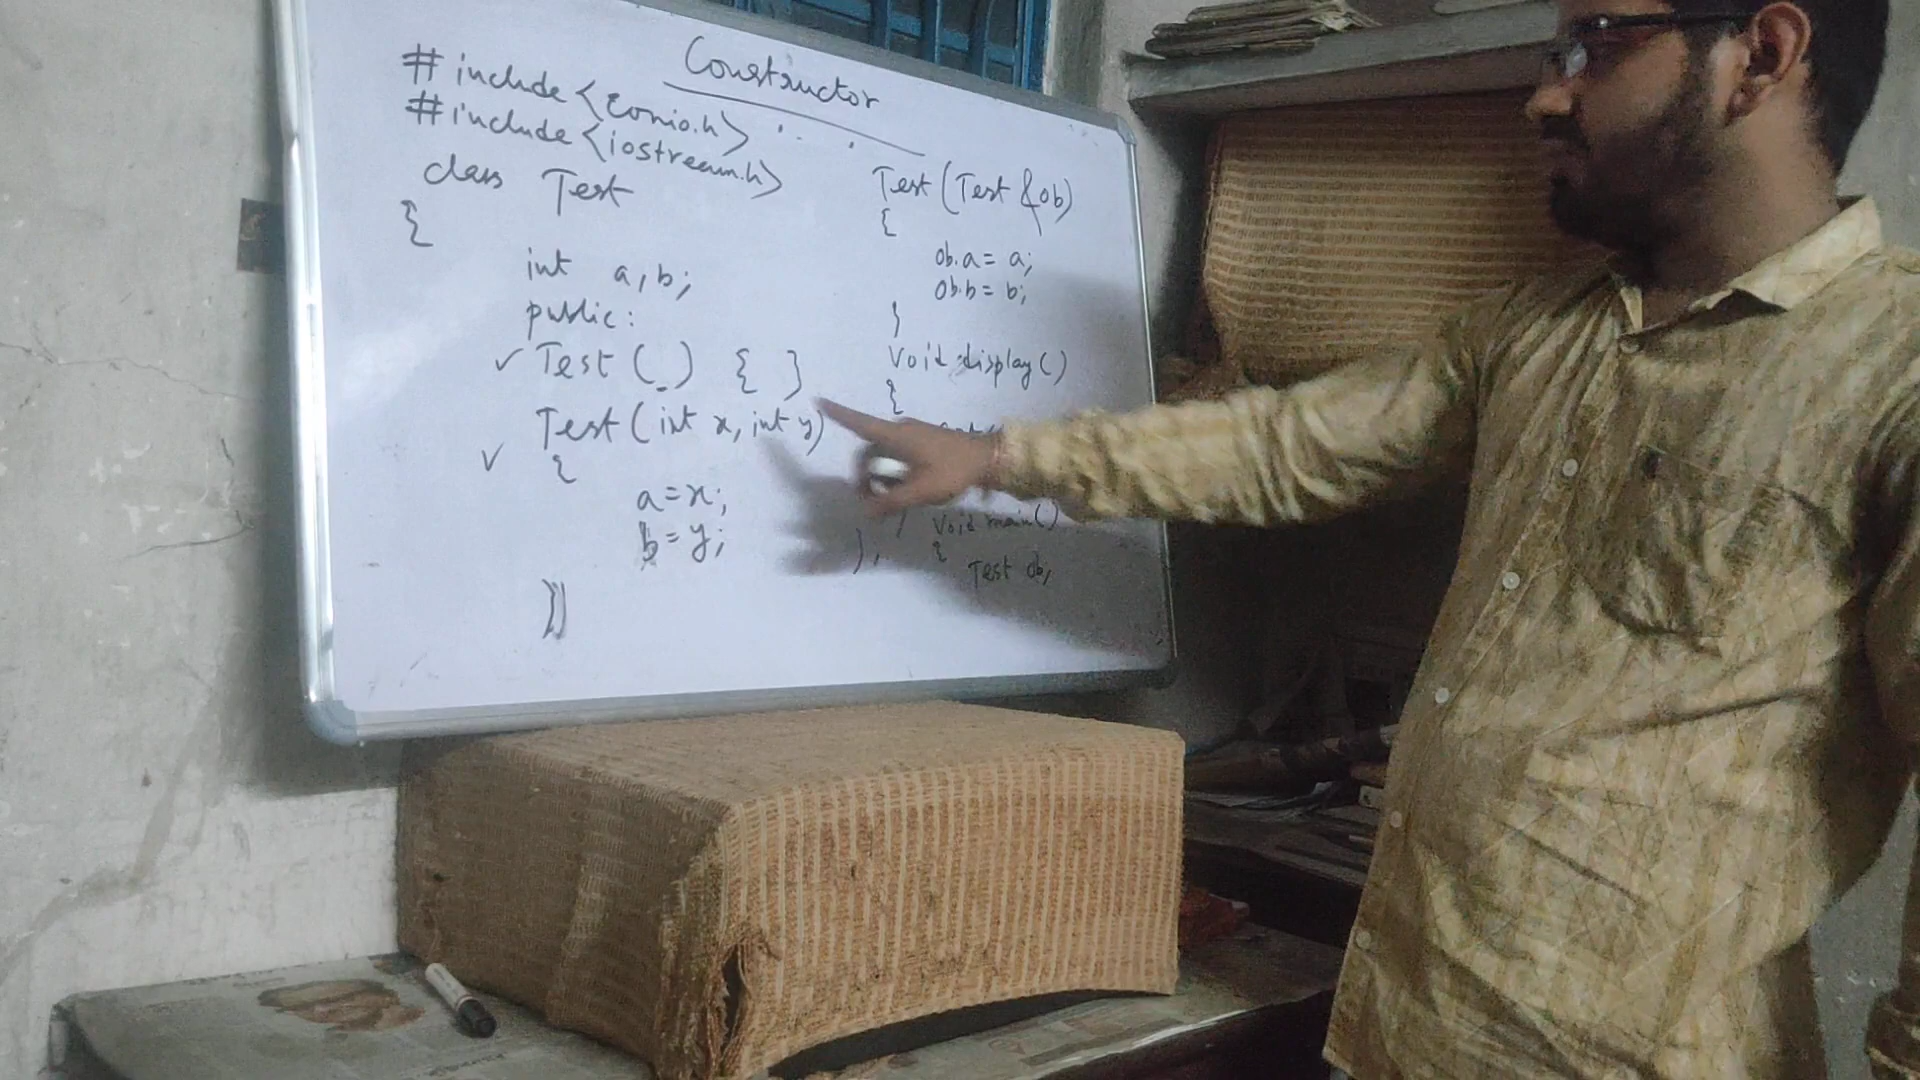 Constructor
#include <conio.h>
#include <iostream.h>
class Test
{
int a,b;
public:
✓ Test( ) { }
Test(int x, int y)
✓ {
a=x;
b=y;
}
Test(Test &ob)
{
ob.a= a;
ob.b= b;
}
void display()
{
};
void main()
{
Test ob,